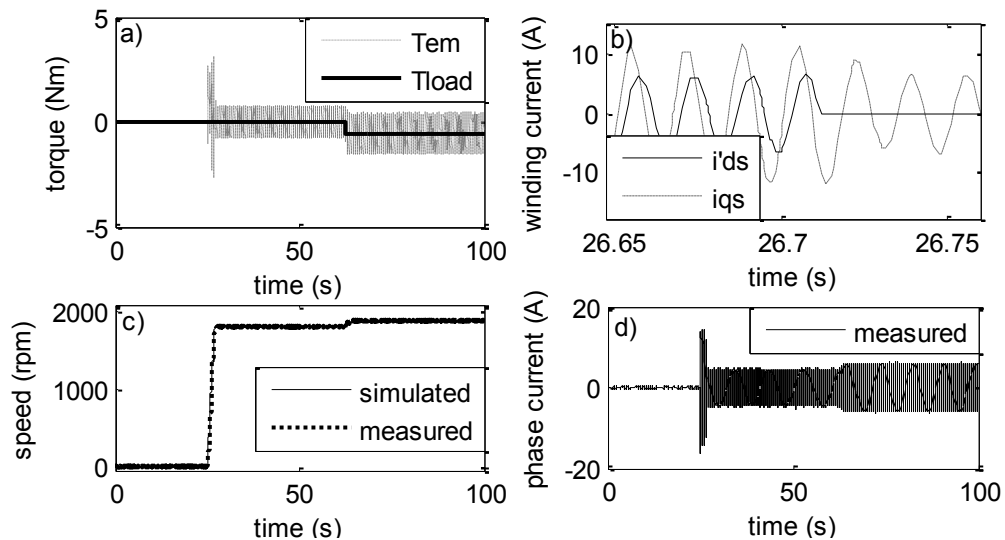 a)
torque (Nm)
5
0
-5
Tem
Tload
0
50
100
time (s)
b)
winding current (A)
10
0
-10
i'ds
iqs
26.65
26.7
26.75
time (s)
c)
speed (rpm)
2000
1000
0
simulated
measured
0
50
100
time (s)
d)
phase current (A)
20
0
-20
measured
0
50
100
time (s)